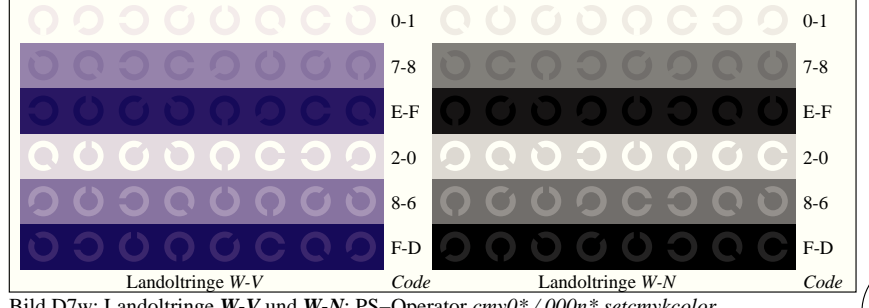 0-1 0-1
7-8 7-8
E-F E-F
2-0 2-0
8-6 8-6
F-D F-D
Landoltringe W-V Code Landoltringe W-N Code
Bild D7w: Landoltringe W-V und W-N; PS−Operator cmy0* / 000n* setcmykcolor